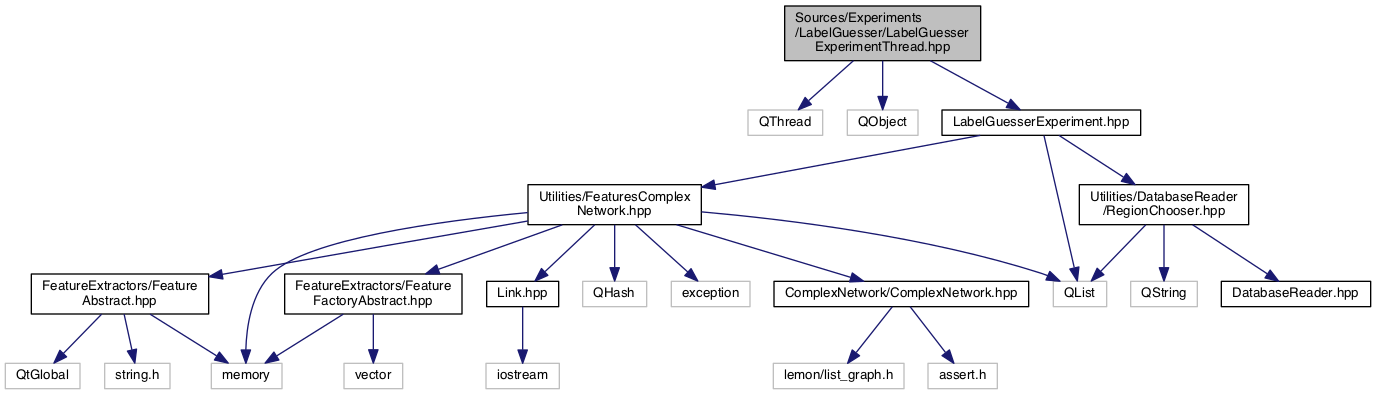 Sources/Experiments
/LabelGuesser/LabelGuesser
ExperimentThread.hpp
QThread
QObject
LabelGuesserExperiment.hpp
Utilities/FeaturesComplex
Network.hpp
Utilities/DatabaseReader
/RegionChooser.hpp
FeatureExtractors/Feature
Abstract.hpp
FeatureExtractors/Feature
FactoryAbstract.hpp
Link.hpp
QHash
exception
ComplexNetwork/ComplexNetwork.hpp
QList
QString
DatabaseReader.hpp
QtGlobal
string.h
memory
vector
iostream
lemon/list_graph.h
assert.h